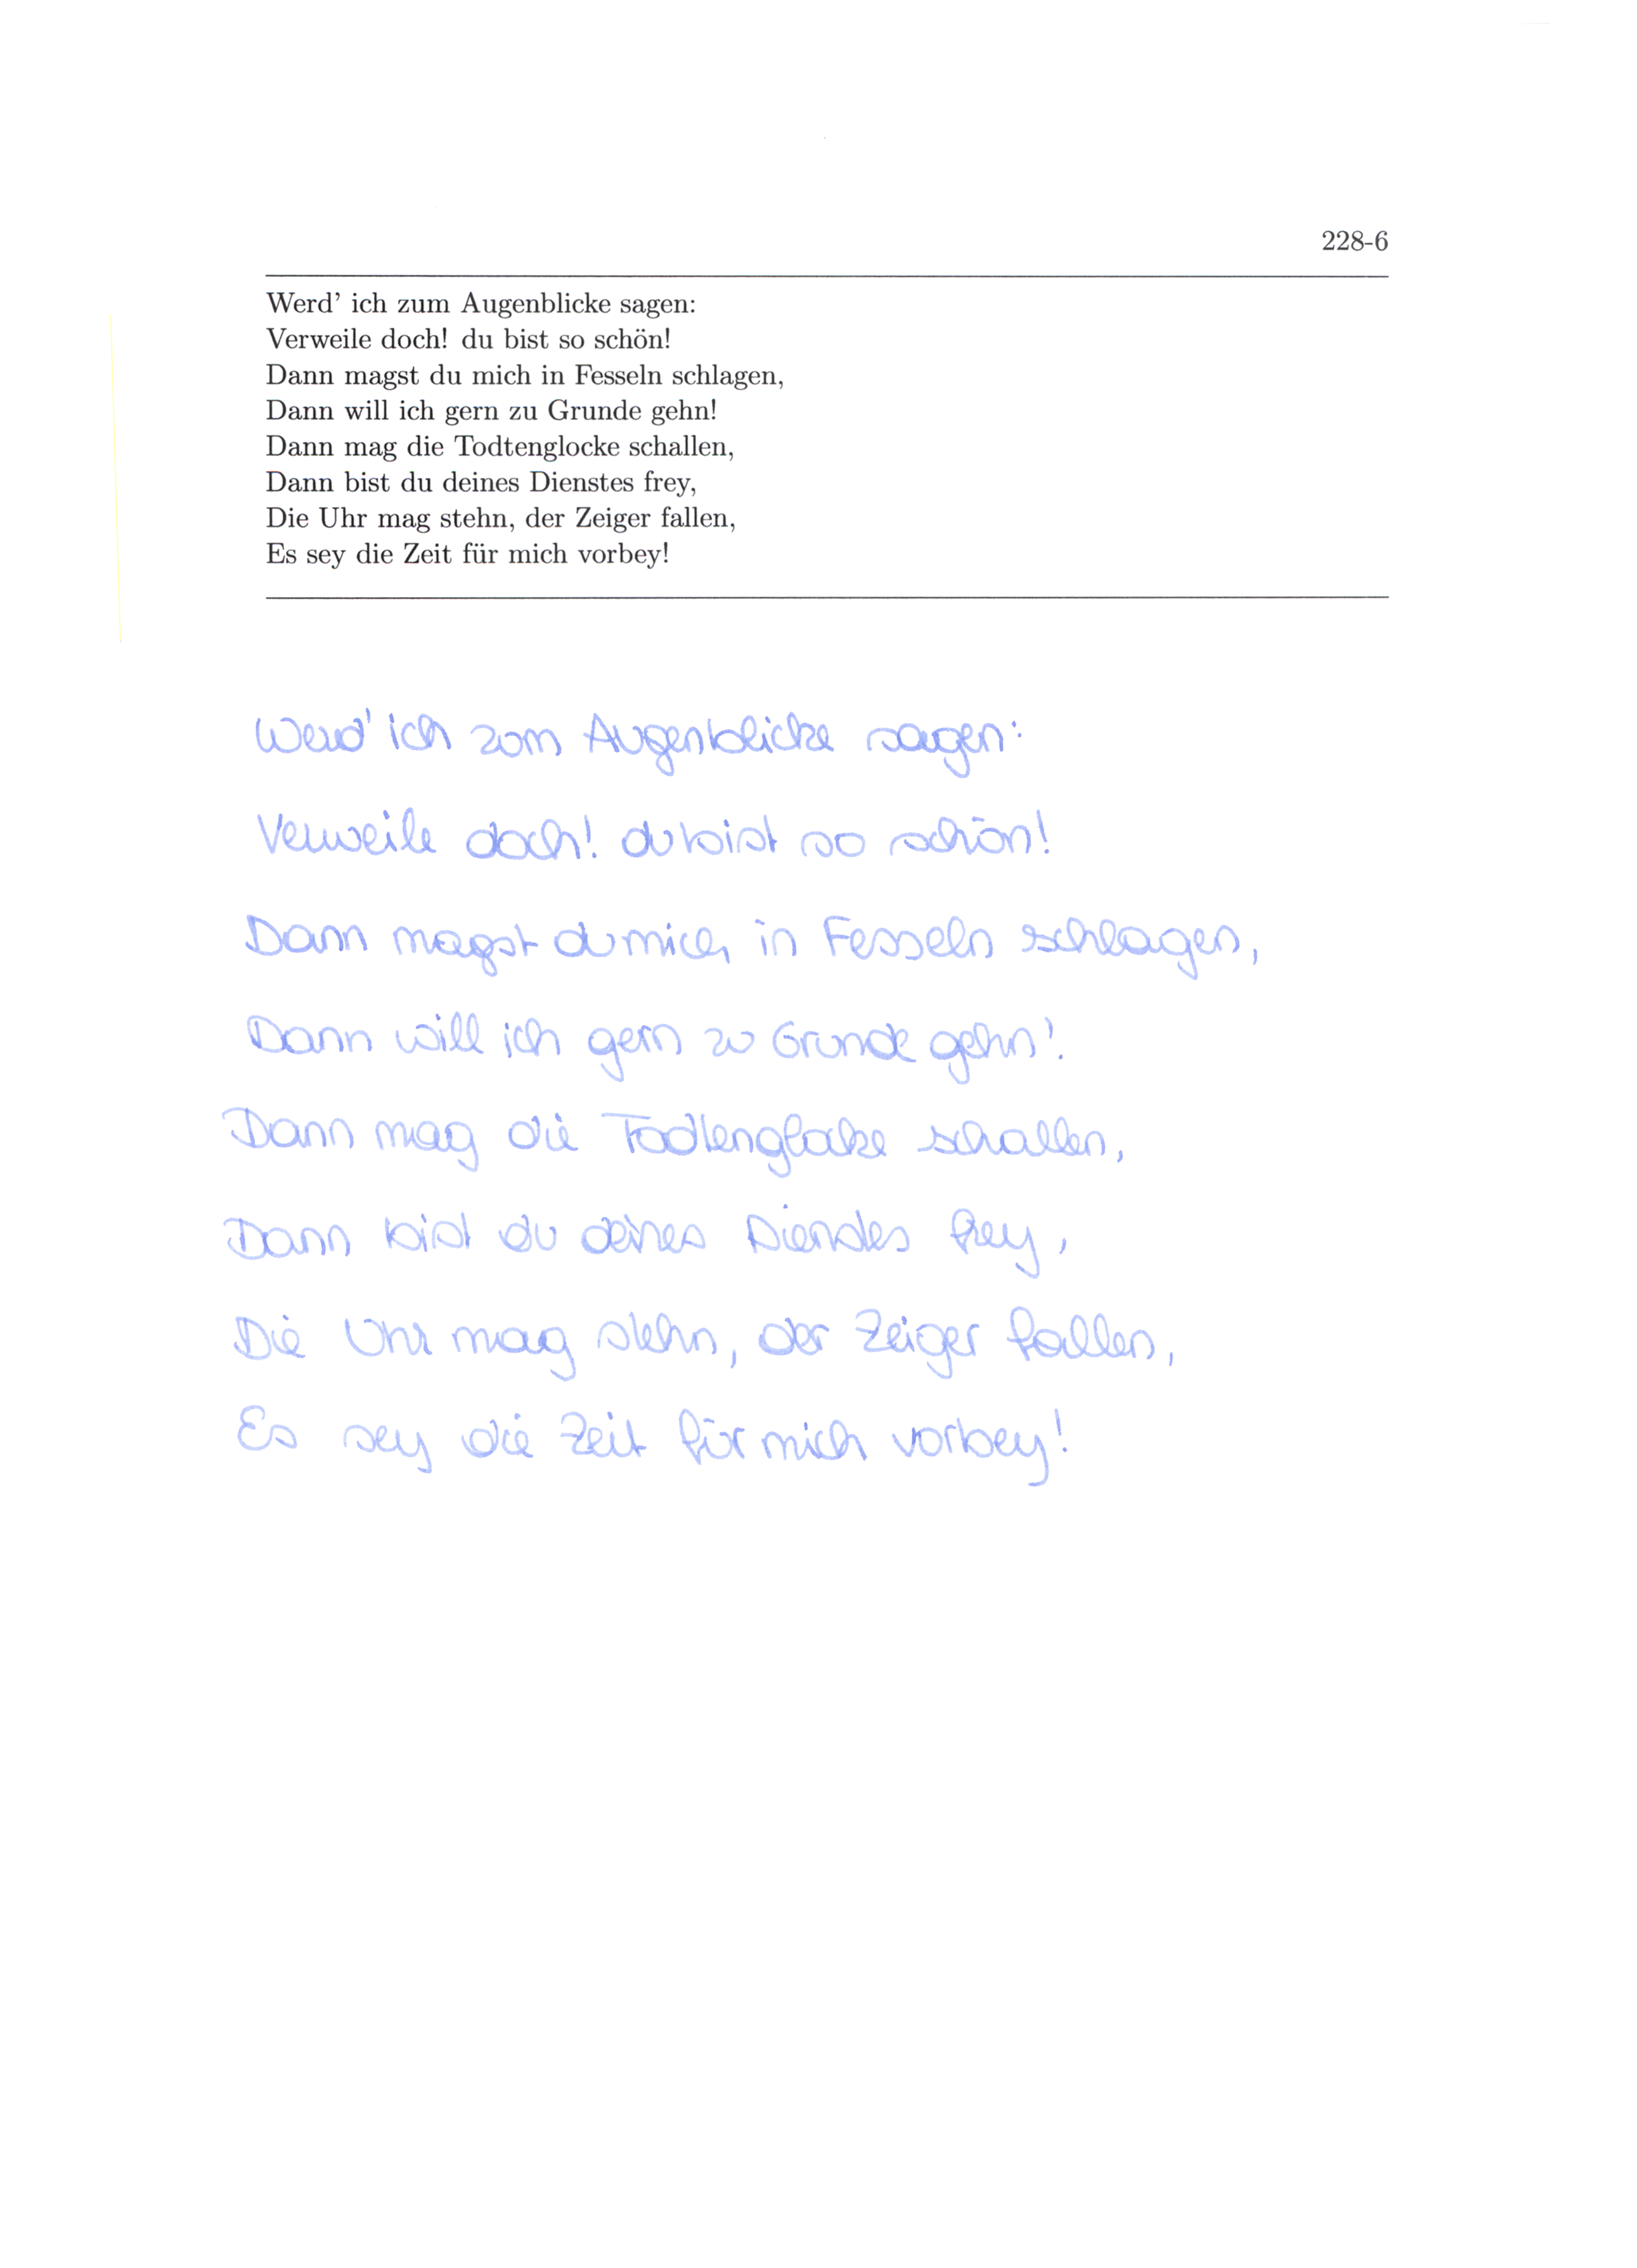 228-6
Werd' ich zum Augenblicke sagen:
Verweile doch! du bist so schön!
Dann magst du mich in Fesseln schlagen,
Dann will ich gern zu Grunde gehn!
Dann mag die Todtenglocke schallen,
Dann bist du deines Dienstes frey,
Die Uhr mag stehn, der Zeiger fallen,
Es sey die Zeit für mich vorbey!
Werd' ich zum Augenblicke sagen:
Verweile doch! du bist so schön!
Dann magst du mich in Fesseln schlagen,
Dann will ich gern zu Grunde gehn!
Dann mag die Todtenglocke schallen,
Dann bist du deines Dienstes frey,
Die Uhr mag stehn, der Zeiger fallen,
Es sey die Zeit für mich vorbey!